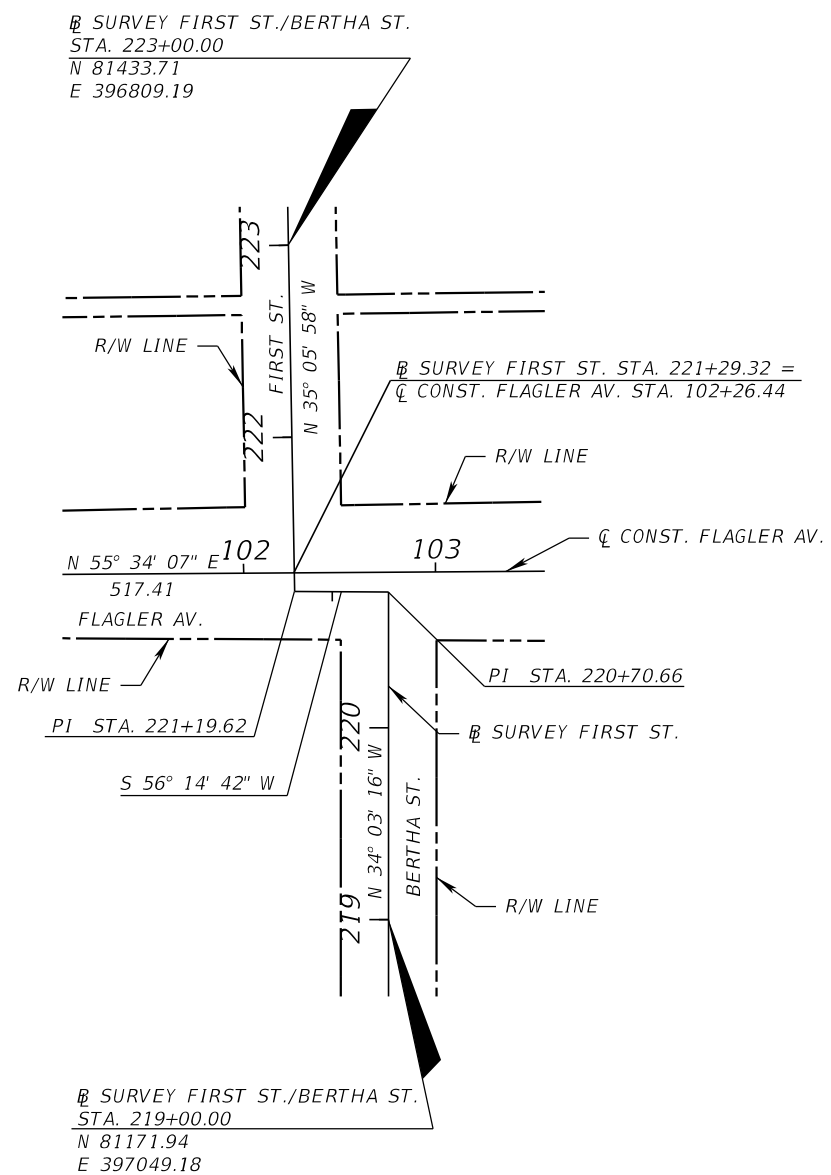 ℄ SURVEY FIRST ST./BERTHA ST.
STA. 223+00.00
N 81433.71
E 396809.19
223
FIRST ST.
N 35° 05' 58" W
R/W LINE
222
BL SURVEY FIRST ST. STA. 221+29.32 =
℄ CONST. FLAGLER AV. STA. 102+26.44
R/W LINE
102
103
℄ CONST. FLAGLER AV.
N 55° 34' 07" E
517.41
FLAGLER AV.
R/W LINE
PI STA. 220+70.66
PI STA. 221+19.62
220
BL SURVEY FIRST ST.
S 56° 14' 42" W
N 34° 03' 16" W
BERTHA ST.
219
R/W LINE
BL SURVEY FIRST ST./BERTHA ST.
STA. 219+00.00
N 81171.94
E 397049.18